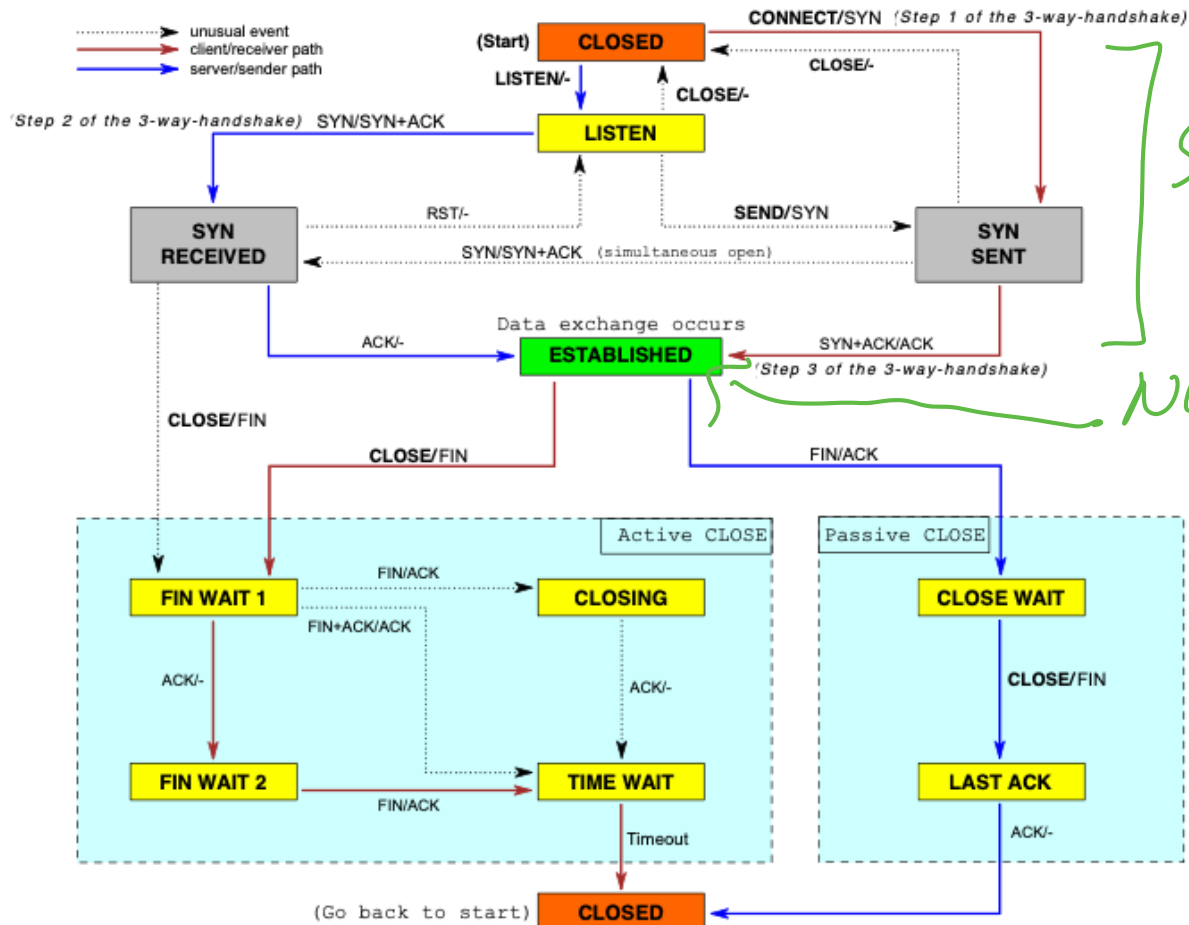 unusual event
client/receiver path
server/sender path
CONNECT/SYN (Step 1 of the 3-way-handshake)
(Start)
CLOSED
CLOSE/-
LISTEN/-
CLOSE/-
(Step 2 of the 3-way-handshake) SYN/SYN+ACK
LISTEN
RST/-
SEND/SYN
SYN
RECEIVED
SYN
SENT
SYN/SYN+ACK (simultaneous open)
Data exchange occurs
ACK/-
ESTABLISHED
SYN+ACK/ACK
(Step 3 of the 3-way-handshake)
CLOSE/FIN
CLOSE/FIN
FIN/ACK
Active CLOSE
Passive CLOSE
FIN WAIT 1
FIN/ACK
CLOSING
CLOSE WAIT
FIN+ACK/ACK
ACK/-
ACK/-
CLOSE/FIN
FIN WAIT 2
FIN/ACK
TIME WAIT
LAST ACK
Timeout
ACK/-
(Go back to start)
CLOSED